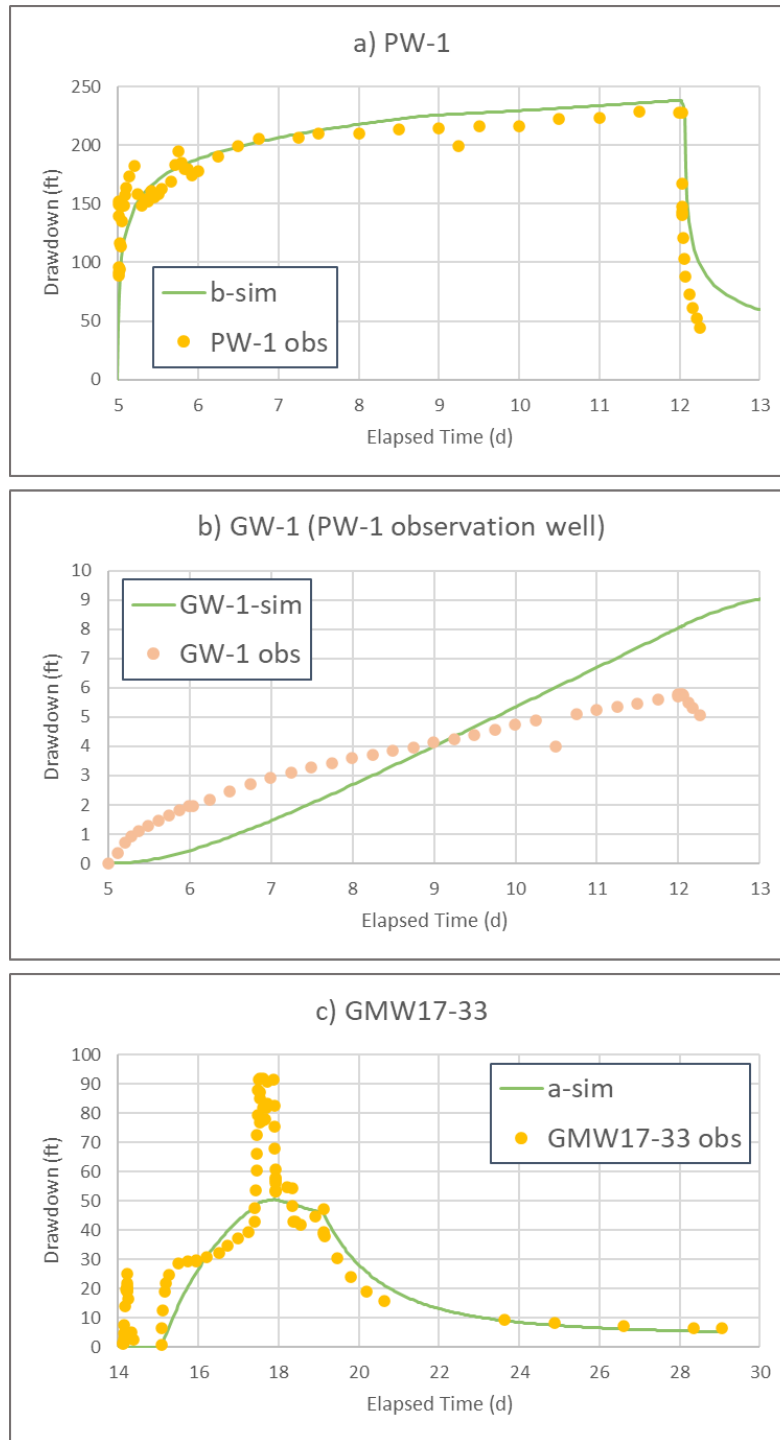 a) PW-1
250
200
150
100
50
0
Drawdown (ft)
b-sim
PW-1 obs
5 6 7 8 9 10 11 12 13
Elapsed Time (d)
b) GW-1 (PW-1 observation well)
10
9
8
7
6
5
4
3
2
1
0
Drawdown (ft)
GW-1-sim
GW-1 obs
5 6 7 8 9 10 11 12 13
Elapsed Time (d)
c) GMW17-33
100
90
80
70
60
50
40
30
20
10
0
Drawdown (ft)
a-sim
GMW17-33 obs
14 16 18 20 22 24 26 28 30
Elapsed Time (d)